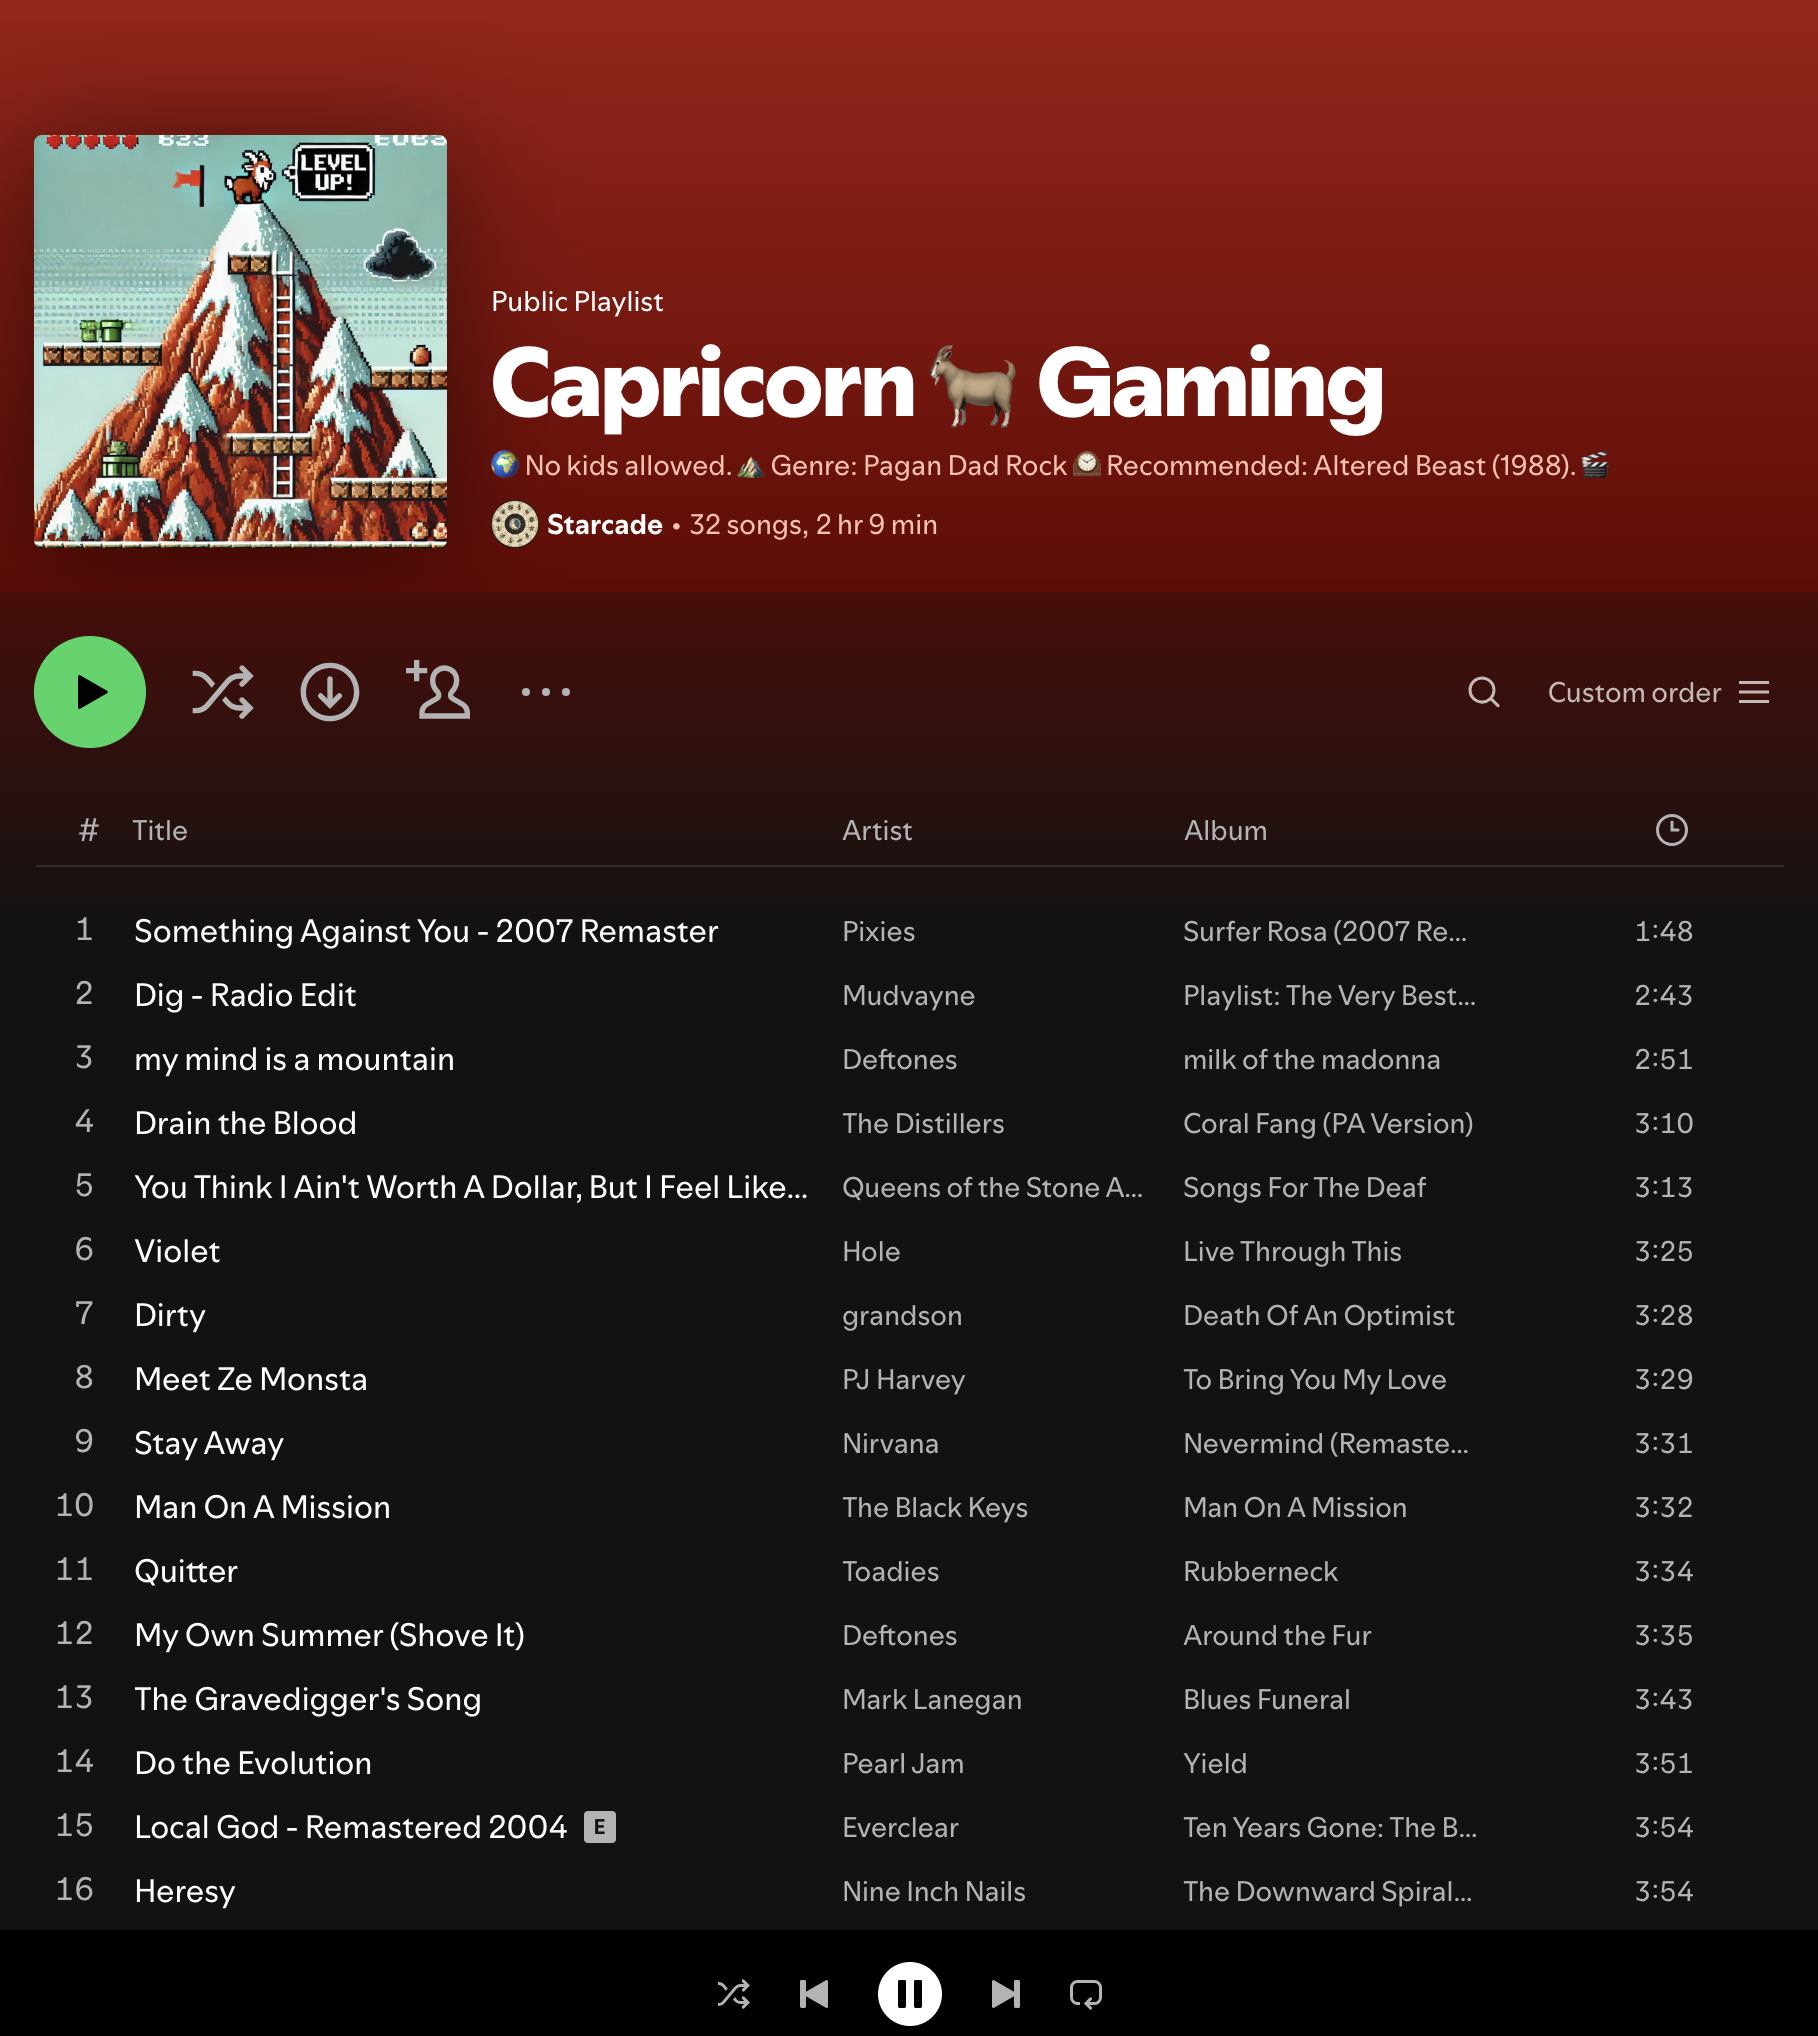 823
LEVEL
UP!
Public Playlist
Capricorn🐐 Gaming
🌍 No kids allowed. ⛰️ Genre: Pagan Dad Rock 🕰️ Recommended: Altered Beast (1988). 🎬
Starcade • 32 songs, 2 hr 9 min
Custom order
# Title Artist Album
1 Something Against You - 2007 Remaster Pixies Surfer Rosa (2007 Re... 1:48
2 Dig - Radio Edit Mudvayne Playlist: The Very Best... 2:43
3 my mind is a mountain Deftones milk of the madonna 2:51
4 Drain the Blood The Distillers Coral Fang (PA Version) 3:10
5 You Think I Ain't Worth A Dollar, But I Feel Like... Queens of the Stone A... Songs For The Deaf 3:13
6 Violet Hole Live Through This 3:25
7 Dirty grandson Death Of An Optimist 3:28
8 Meet Ze Monsta PJ Harvey To Bring You My Love 3:29
9 Stay Away Nirvana Nevermind (Remaste... 3:31
10 Man On A Mission The Black Keys Man On A Mission 3:32
11 Quitter Toadies Rubberneck 3:34
12 My Own Summer (Shove It) Deftones Around the Fur 3:35
13 The Gravedigger's Song Mark Lanegan Blues Funeral 3:43
14 Do the Evolution Pearl Jam Yield 3:51
15 Local God - Remastered 2004 E Everclear Ten Years Gone: The B... 3:54
16 Heresy Nine Inch Nails The Downward Spiral... 3:54